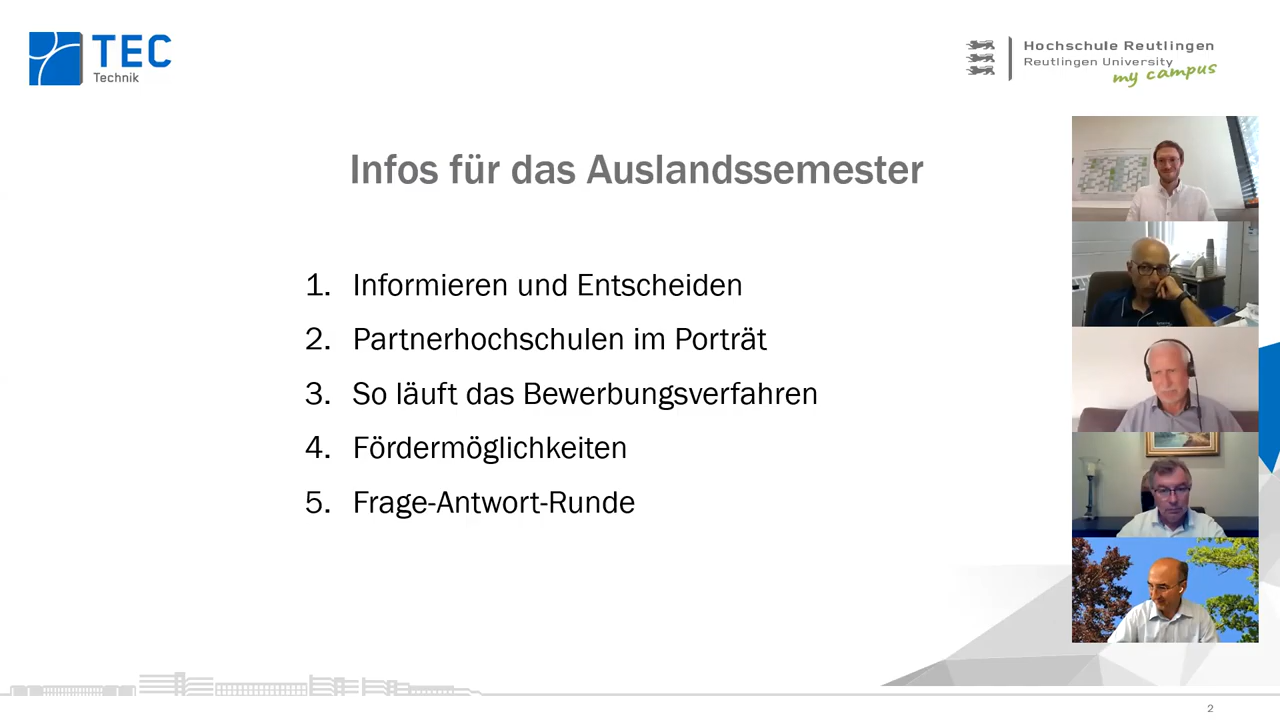 TEC
Technik
Hochschule Reutlingen
Reutlingen University
my campus
Infos für das Auslandssemester
1. Informieren und Entscheiden
2. Partnerhochschulen im Porträt
3. So läuft das Bewerbungsverfahren
4. Fördermöglichkeiten
5. Frage-Antwort-Runde
2